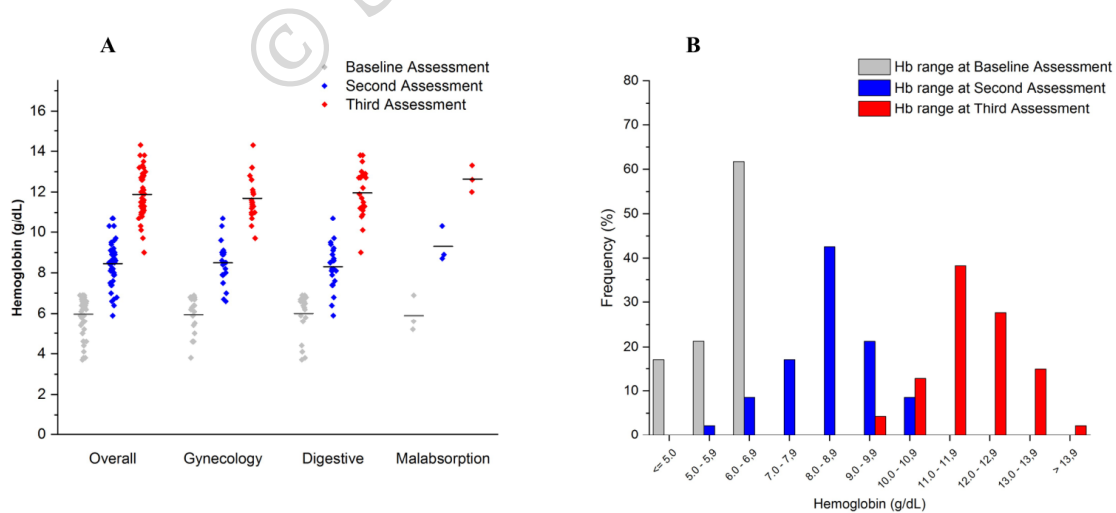 A
Baseline Assessment
Second Assessment
Third Assessment
Hemoglobin (g/dL)
16
14
12
10
8
6
4
2
0
Overall Gynecology Digestive Malabsorption
©
B
Hb range at Baseline Assessment
Hb range at Second Assessment
Hb range at Third Assessment
Frequency (%)
80
70
60
50
40
30
20
10
0
<= 5,0 5.0 - 5,9 6.0 - 6,9 7.0 - 7,9 8.0 - 8,9 9.0 - 9,9 10.0 - 10,9 11.0 - 11,9 12.0 - 12,9 13.0 - 13,9 > 13,9
Hemoglobin (g/dL)